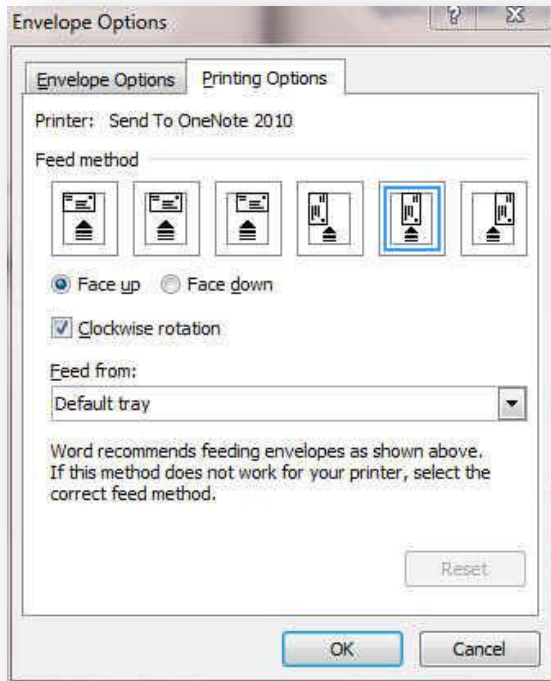 Envelope Options
Envelope Options
Printing Options
Printer: Send To OneNote 2010
Feed method
Face up
Face down
Clockwise rotation
Feed from:
Default tray
Word recommends feeding envelopes as shown above.
If this method does not work for your printer, select the
correct feed method.
Reset
OK
Cancel